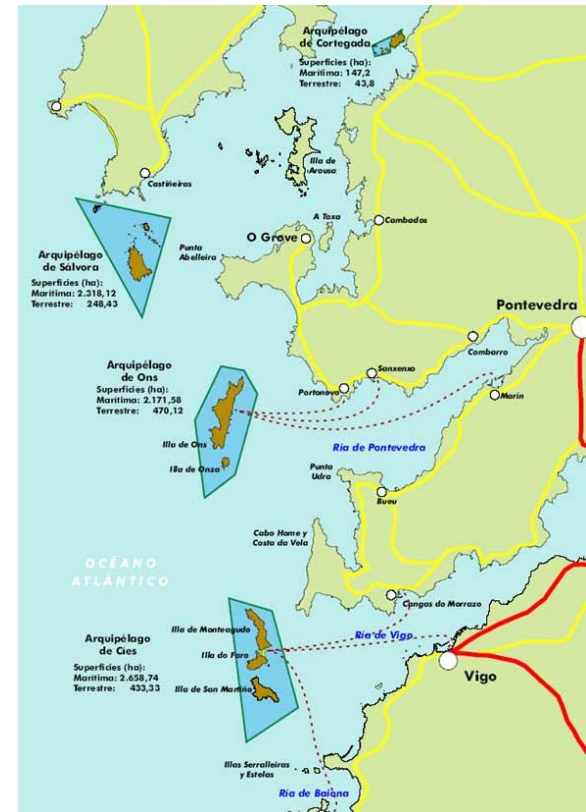 Arquipélago
de Cortegada
Superficies (ha):
Marítima: 147,2
Terrestre: 43,8
Castiñeiras
Illa de
Arousa
A Toxa
Cambados
O Grove
Punta
Abelleira
Arquipélago
de Sálvora
Superficies (ha):
Marítima: 2.318,12
Terrestre: 248,43
Pontevedra
Combarro
Sanxenxo
Portonovo
Marín
Arquipélago
de Ons
Superficies (ha):
Marítima: 2.171,58
Terrestre: 470,12
Illa de Ons
Illa de Onza
Ría de Pontevedra
Punta
Udra
Bueu
Cabo Home y
Costa da Vela
OCÉANO
ATLÁNTICO
Cangas do Morrazo
Illa de Monteagudo
Ría de Vigo
Illa do Faro
Arquipélago
de Cíes
Superficies (ha):
Marítima: 2.658,74
Terrestre: 433,33
Illa de San Martiño
Vigo
Illas Serralleiras
y Estelas
Ría de Baiona